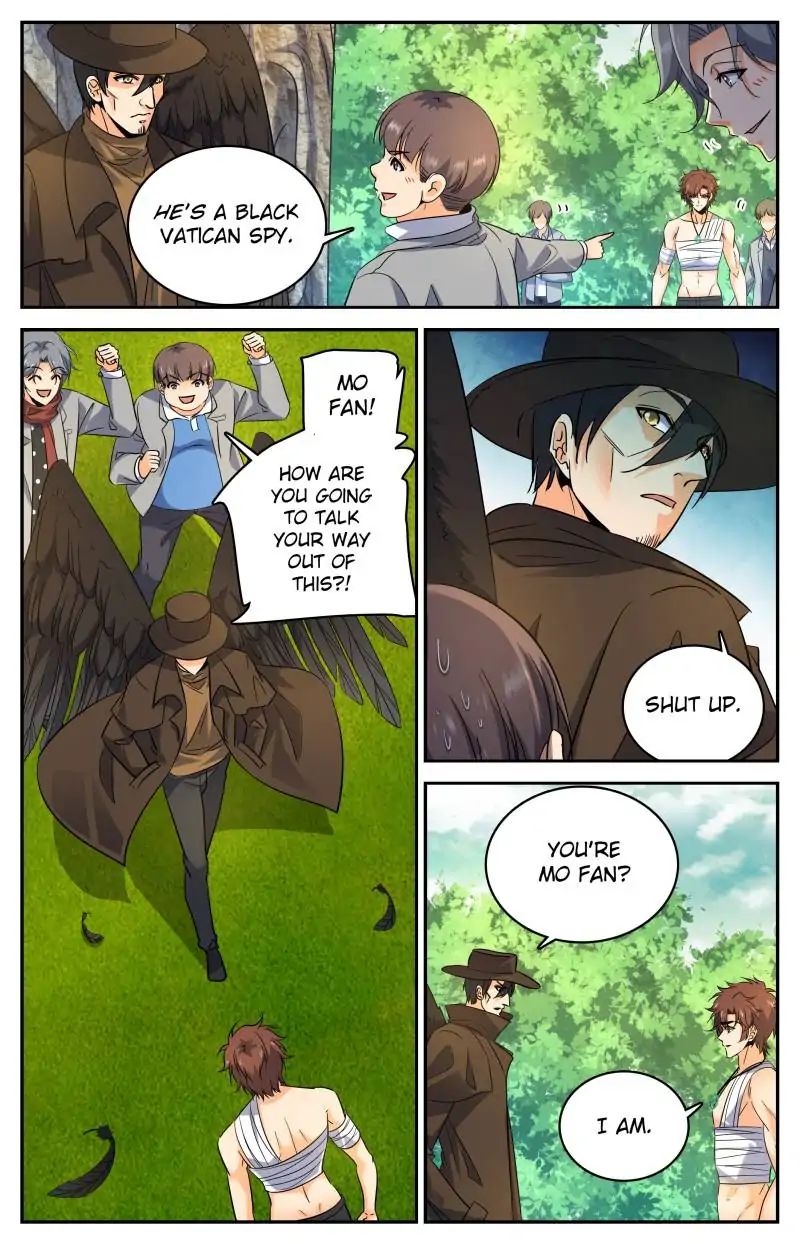 HE'S A BLACK
VATICAN SPY.
MO
FAN!
HOW ARE
YOU GOING
TO TALK
YOUR WAY
OUT OF
THIS?!
SHUT UP.
YOU'RE
MO FAN?
I AM.